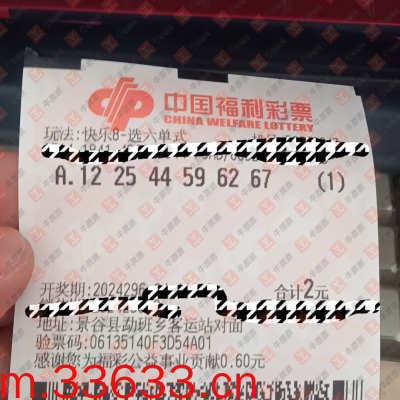 中国福利彩票
CHINA WELFARE LOTTERY
玩法:快乐8-选六单式
A.12 25 44 59 62 67 (1)
开奖期:2024296
合计2元
地址:景谷县勐班乡客运站对面
验票码:06135140F3D54A01
感谢您为福彩公益事业贡献0.60元
m.33633.cn